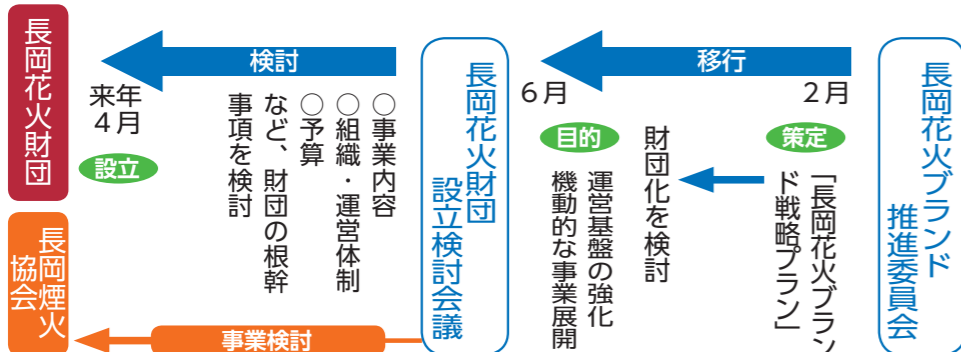 長岡花火ブランド
推進委員会
移行
2月
策定
「長岡花火ブラン
ド戦略プラン」
財団化を検討
6月
目的
運営基盤の強化
機動的な事業展開
長岡花火財団
設立検討会議
検討
○事業内容
○組織・運営体制
○予算
など、財団の根幹
事項を検討
事業検討
来年
4月
設立
長岡花火財団
長岡煙火
協会